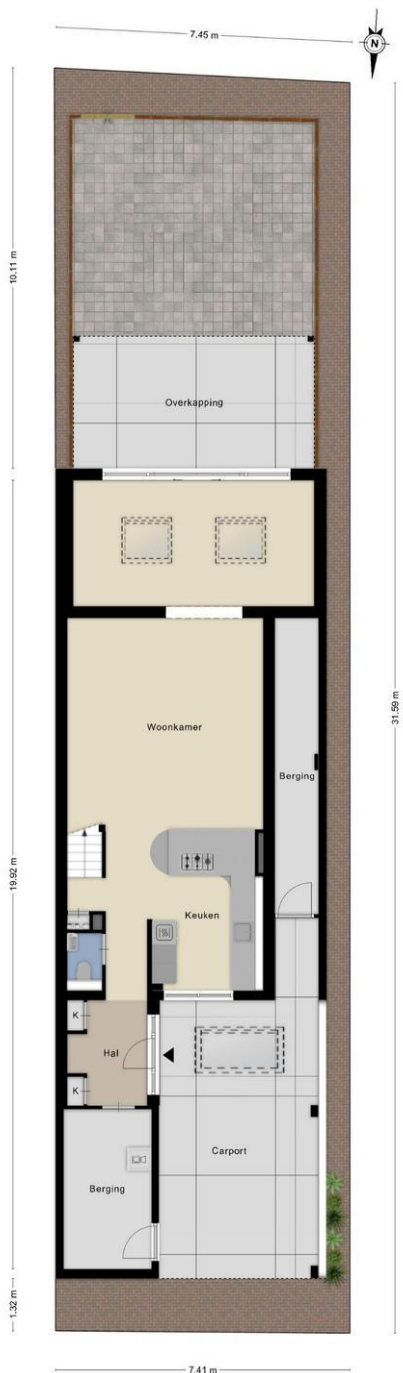 7.45 m
N
10.11 m
Overkapping
31.59 m
Woonkamer
Berging
19.92 m
Keuken
K
Hal
K
Carport
Berging
1.32 m
7.41 m